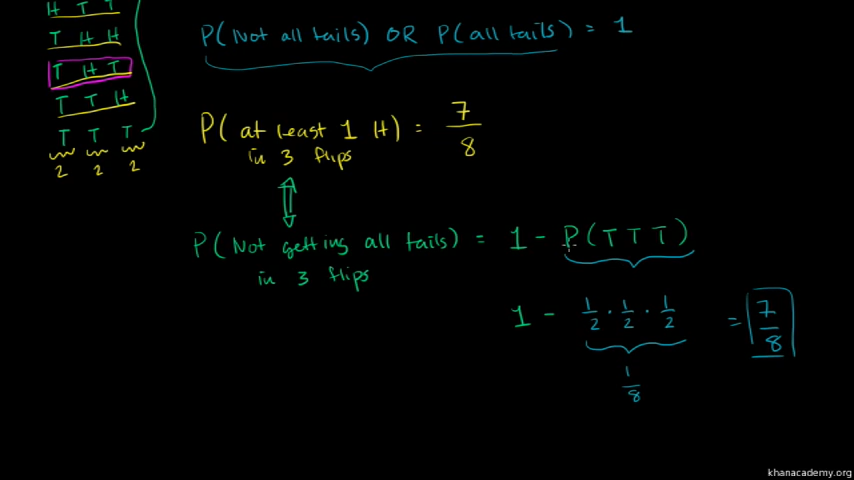 H T T
P(Not all tails) OR P(all tails) = 1
T H H
T H T
T T H
T T T
2 2 2
P( at least 1 H) = 7/8
in 3 flips
P(Not getting all tails) = 1 - P(T T T)
in 3 flips
1 - 1/2 · 1/2 · 1/2 = 7/8
1/8
khanacademy.org